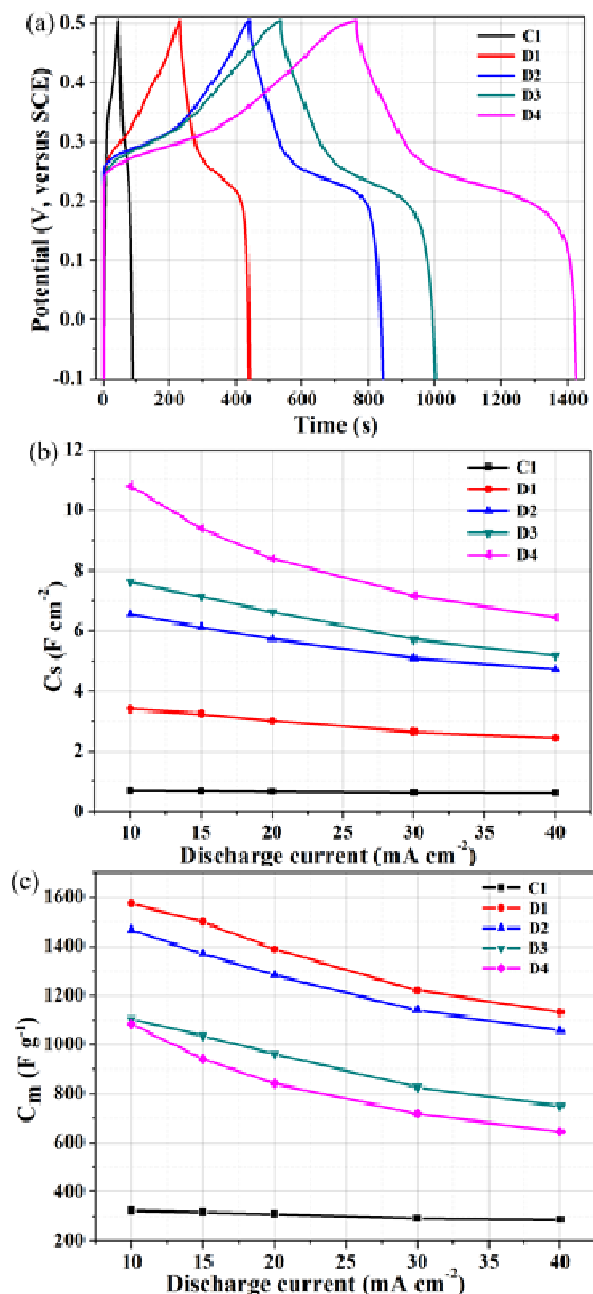 (a)
0.5
0.4
0.3
0.2
0.1
0.0
-0.1
Potential (V, versus SCE)
C1
D1
D2
D3
D4
0
200
400
600
800
1000
1200
1400
Time (s)
(b)
12
10
8
6
4
2
0
Cs (F cm⁻²)
C1
D1
D2
D3
D4
10
15
20
25
30
35
40
Discharge current (mA cm⁻²)
(c)
1600
1400
1200
1000
800
600
400
200
Cₘ (F g⁻¹)
C1
D1
D2
D3
D4
10
15
20
25
30
35
40
Discharge current (mA cm⁻²)